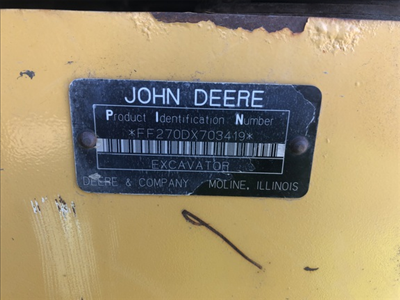 JOHN DEERE
Product Identification Number
*FF270DX703419*
EXCAVATOR
DEERE & COMPANY MOLINE, ILLINOIS